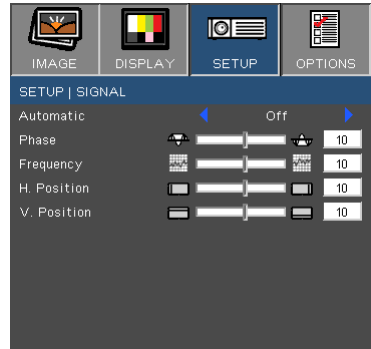 IMAGE DISPLAY SETUP OPTIONS
SETUP | SIGNAL
Automatic Off
Phase 10
Frequency 10
H. Position 10
V. Position 10